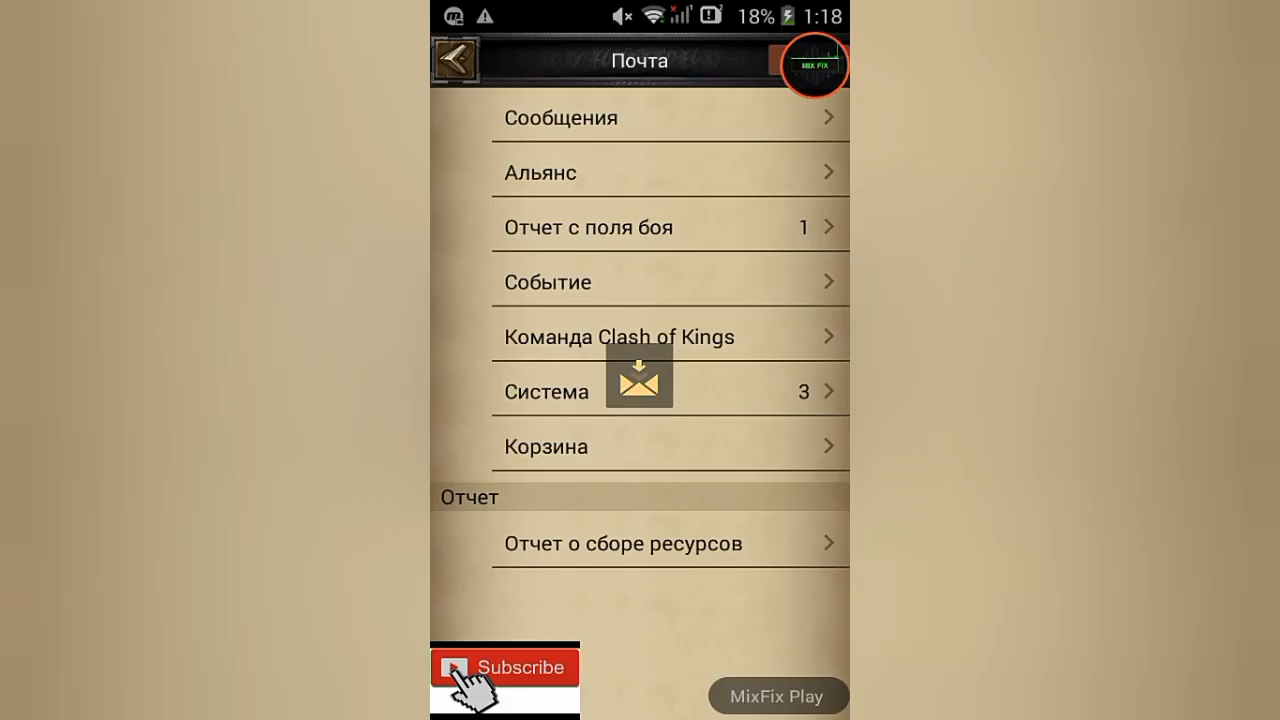 18% 1:18
Почта
MIX FIX
Сообщения
Альянс
Отчет с поля боя 1
Событие
Команда Clash of Kings
Система 3
Корзина
Отчет
Отчет о сборе ресурсов
Subscribe
MixFix Play